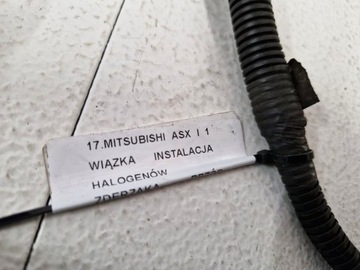 17.MITSUBISHI ASX I 1
WIĄZKA INSTALACJA
HALOGENÓW
ZDERZAKA